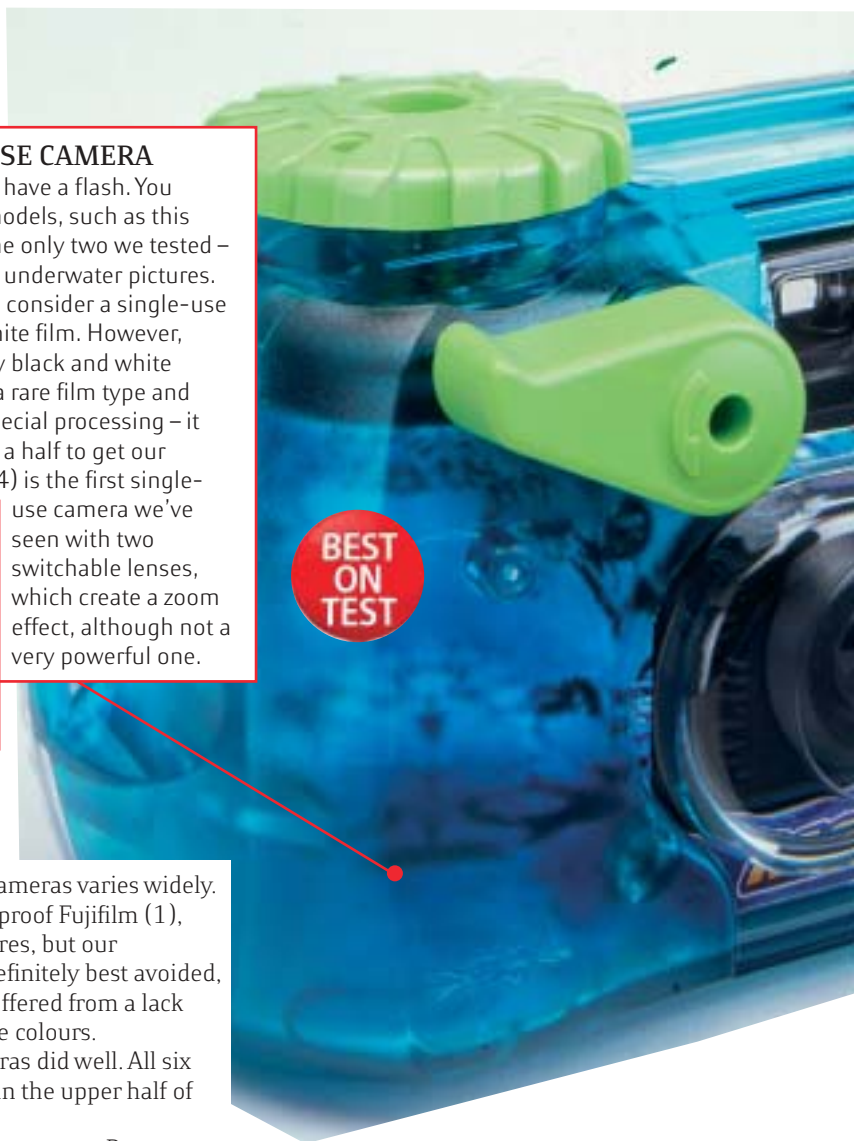 SE CAMERA
have a flash. You
odels, such as this
e only two we tested –
underwater pictures.
consider a single-use
ite film. However,
y black and white
a rare film type and
ecial processing – it
a half to get our
4) is the first single-
use camera we’ve
seen with two
switchable lenses,
which create a zoom
effect, although not a
very powerful one.
BEST
ON
TEST
ameras varies widely.
proof Fujifilm (1),
res, but our
efinitely best avoided,
ffered from a lack
e colours.
ras did well. All six
in the upper half of